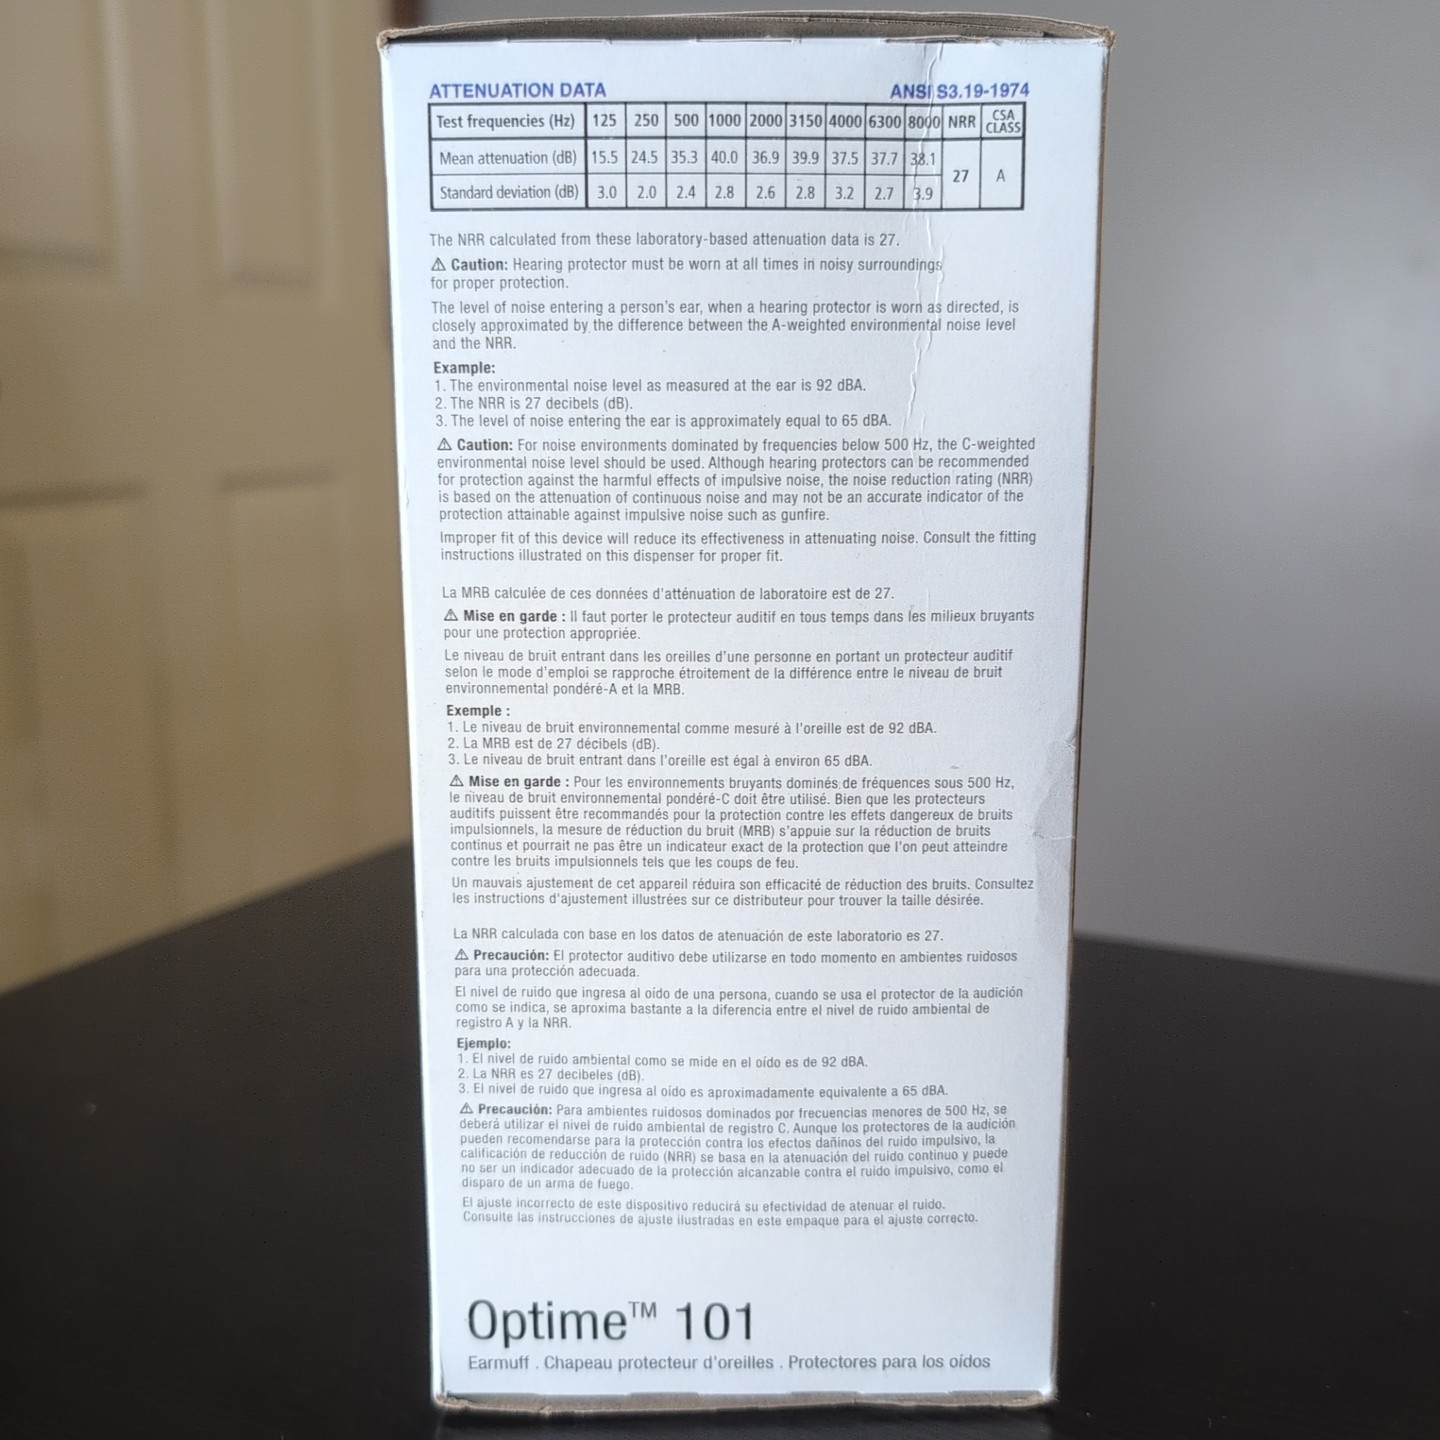 ATTENUATION DATA ANSI S3.19-1974
Test frequencies (Hz) 125 250 500 1000 2000 3150 4000 6300 8000 NRR CSA CLASS
Mean attenuation (dB) 15.5 24.5 35.3 40.0 36.9 39.9 37.5 37.7 38.1 27 A
Standard deviation (dB) 3.0 2.0 2.4 2.8 2.6 2.8 3.2 2.7 3.9
The NRR calculated from these laboratory-based attenuation data is 27.
⚠ Caution: Hearing protector must be worn at all times in noisy surroundings
for proper protection.
The level of noise entering a person's ear, when a hearing protector is worn as directed, is
closely approximated by the difference between the A-weighted environmental noise level
and the NRR.
Example:
1. The environmental noise level as measured at the ear is 92 dBA.
2. The NRR is 27 decibels (dB).
3. The level of noise entering the ear is approximately equal to 65 dBA.
⚠ Caution: For noise environments dominated by frequencies below 500 Hz, the C-weighted
environmental noise level should be used. Although hearing protectors can be recommended
for protection against the harmful effects of impulsive noise, the noise reduction rating (NRR)
is based on the attenuation of continuous noise and may not be an accurate indicator of the
protection attainable against impulsive noise such as gunfire.
Improper fit of this device will reduce its effectiveness in attenuating noise. Consult the fitting
instructions illustrated on this dispenser for proper fit.
La MRB calculée de ces données d'atténuation de laboratoire est de 27.
⚠ Mise en garde : Il faut porter le protecteur auditif en tous temps dans les milieux bruyants
pour une protection appropriée.
Le niveau de bruit entrant dans les oreilles d'une personne en portant un protecteur auditif
selon le mode d'emploi se rapproche étroitement de la différence entre le niveau de bruit
environnemental pondéré-A et la MRB.
Exemple :
1. Le niveau de bruit environnemental comme mesuré à l'oreille est de 92 dBA.
2. La MRB est de 27 décibels (dB).
3. Le niveau de bruit entrant dans l'oreille est égal à environ 65 dBA.
⚠ Mise en garde : Pour les environnements bruyants dominés de fréquences sous 500 Hz,
le niveau de bruit environnemental pondéré-C doit être utilisé. Bien que les protecteurs
auditifs puissent être recommandés pour la protection contre les effets dangereux de bruits
impulsionnels, la mesure de réduction du bruit (MRB) s'appuie sur la réduction de bruits
continus et pourrait ne pas être un indicateur exact de la protection que l'on peut atteindre
contre les bruits impulsionnels tels que les coups de feu.
Un mauvais ajustement de cet appareil réduira son efficacité de réduction des bruits. Consultez
les instructions d'ajustement illustrées sur ce distributeur pour trouver la taille désirée.
La NRR calculada con base en los datos de atenuación de este laboratorio es 27.
⚠ Precaución: El protector auditivo debe utilizarse en todo momento en ambientes ruidosos
para una protección adecuada.
El nivel de ruido que ingresa al oído de una persona, cuando se usa el protector de la audición
como se indica, se aproxima bastante a la diferencia entre el nivel de ruido ambiental de
registro A y la NRR.
Ejemplo:
1. El nivel de ruido ambiental como se mide en el oído es de 92 dBA.
2. La NRR es 27 decibeles (dB).
3. El nivel de ruido que ingresa al oído es aproximadamente equivalente a 65 dBA.
⚠ Precaución: Para ambientes ruidosos dominados por frecuencias menores de 500 Hz, se
deberá utilizar el nivel de ruido ambiental de registro C. Aunque los protectores de la audición
pueden recomendarse para la protección contra los efectos dañinos del ruido impulsivo, la
calificación de reducción de ruido (NRR) se basa en la atenuación del ruido continuo y puede
no ser un indicador adecuado de la protección alcanzable contra el ruido impulsivo, como el
disparo de un arma de fuego.
El ajuste incorrecto de este dispositivo reducirá su efectividad de atenuar el ruido.
Consulte las instrucciones de ajuste ilustradas en este empaque para el ajuste correcto.
Optime™ 101
Earmuff . Chapeau protecteur d'oreilles . Protectores para los oídos